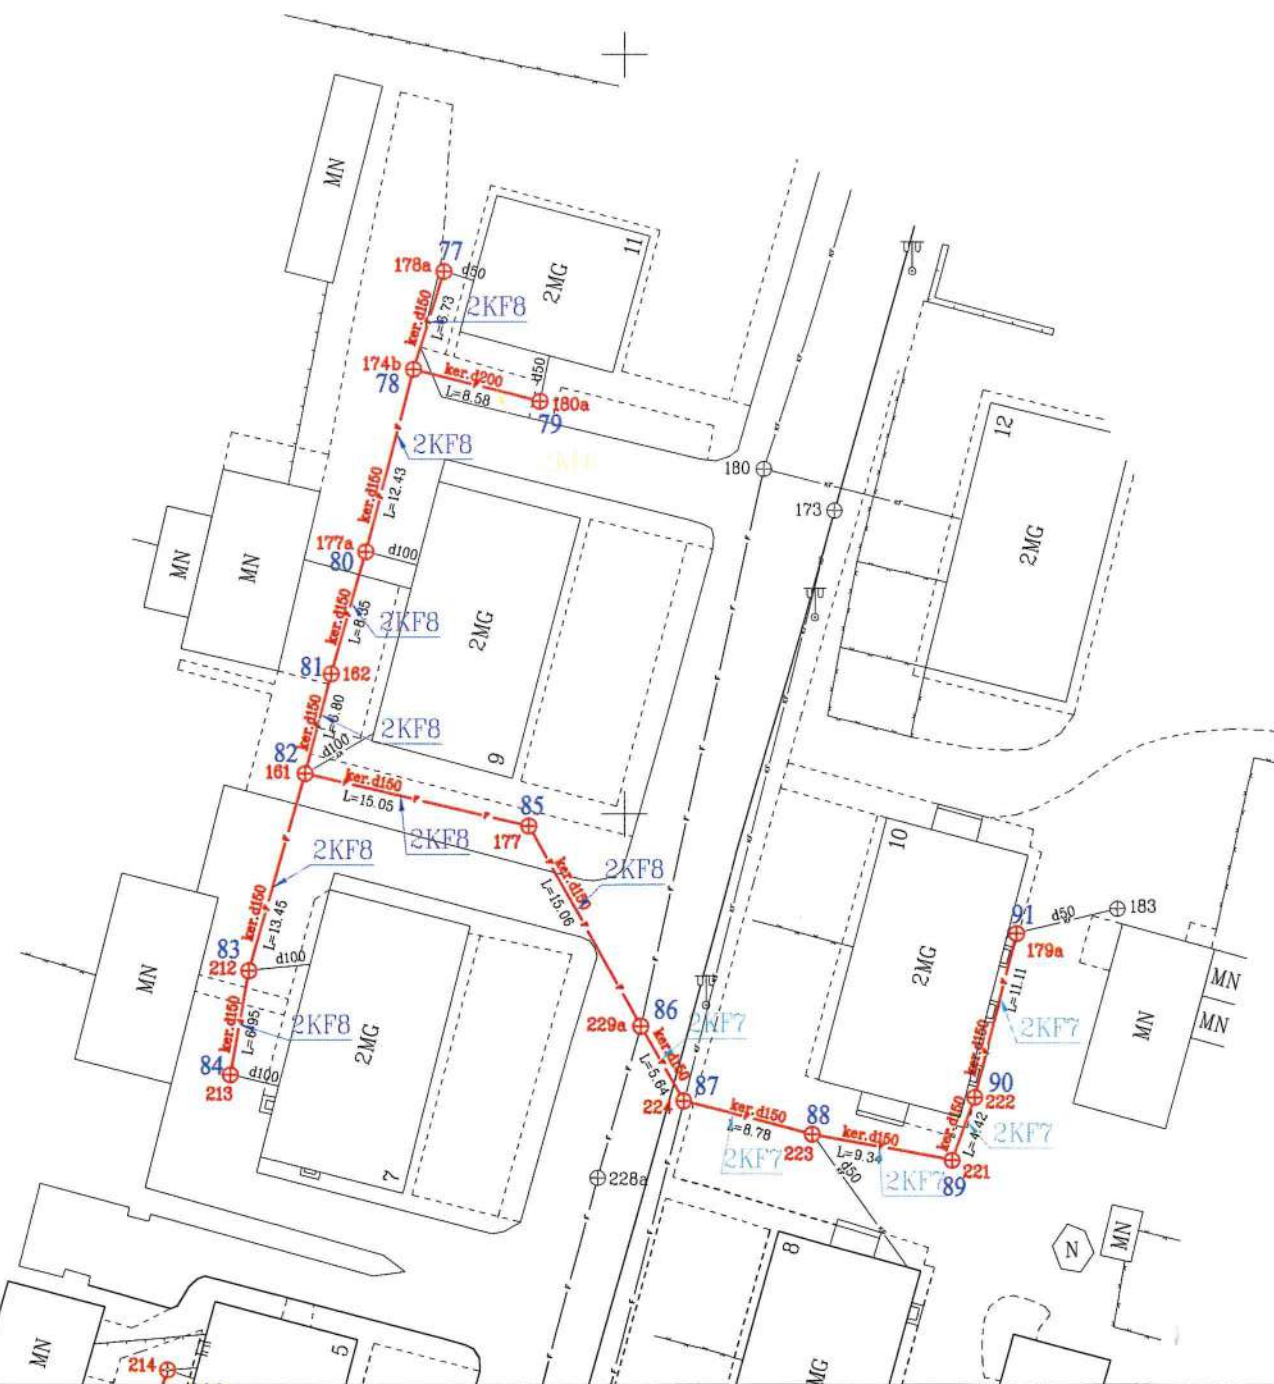 MN
11
2MG
77
178a
d50
ker.d150
L=6.73
2KF8
174b
78
ker.d200
L=8.58
d50
180a
79
2KF8
ker.d150
L=12.43
180
173
12
2MG
177a
80
d100
MN
MN
ker.d150
L=8.35
2KF8
2MG
9
81
162
ker.d150
L=6.80
2KF8
82
161
d100
ker.d150
L=15.05
2KF8
85
177
ker.d150
L=15.06
2KF8
10
2MG
2KF8
ker.d150
L=13.45
83
212
d100
MN
91
d50
183
179a
L=11.11
ker.d150
2KF7
MN
MN
MN
2KF8
ker.d150
L=6.95
2MG
7
84
213
d100
86
229a
2KF7
ker.d150
L=5.64
87
224
ker.d150
L=8.78
2KF7
88
223
ker.d150
L=9.34
2KF7
d50
90
222
ker.d150
L=4.42
2KF7
221
89
228a
8
MG
N
MN
MN
214
5